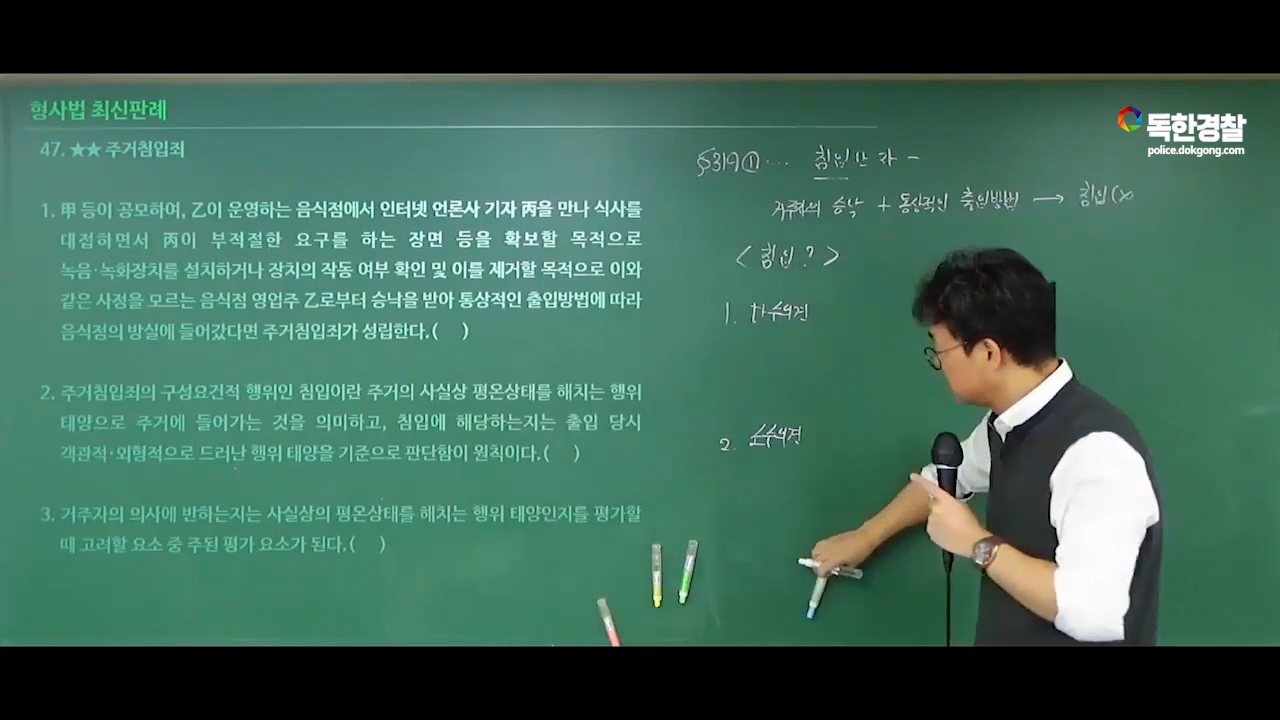 형사법 최신판례
독한경찰
police.dokgong.com
47. ★★ 주거침입죄
1. 甲 등이 공모하여, 乙이 운영하는 음식점에서 인터넷 언론사 기자 丙을 만나 식사를
대접하면서 丙이 부적절한 요구를 하는 장면 등을 확보할 목적으로
녹음·녹화장치를 설치하거나 장치의 작동 여부 확인 및 이를 제거할 목적으로 이와
같은 사정을 모르는 음식점 영업주 乙로부터 승낙을 받아 통상적인 출입방법에 따라
음식점의 방실에 들어갔다면 주거침입죄가 성립한다.( )
2. 주거침입죄의 구성요건적 행위인 침입이란 주거의 사실상 평온상태를 해치는 행위
태양으로 주거에 들어가는 것을 의미하고, 침입에 해당하는지는 출입 당시
객관적·외형적으로 드러난 행위 태양을 기준으로 판단함이 원칙이다.( )
3. 거주자의 의사에 반하는지는 사실상의 평온상태를 해치는 행위 태양인지를 평가할
때 고려할 요소 중 주된 평가 요소가 된다.( )
§319① ... 침입한 자 -
거주자의 승낙 + 통상적인 출입방법 → 침입(x)
< 침입? >
1. 다수의견
2. 소수의견